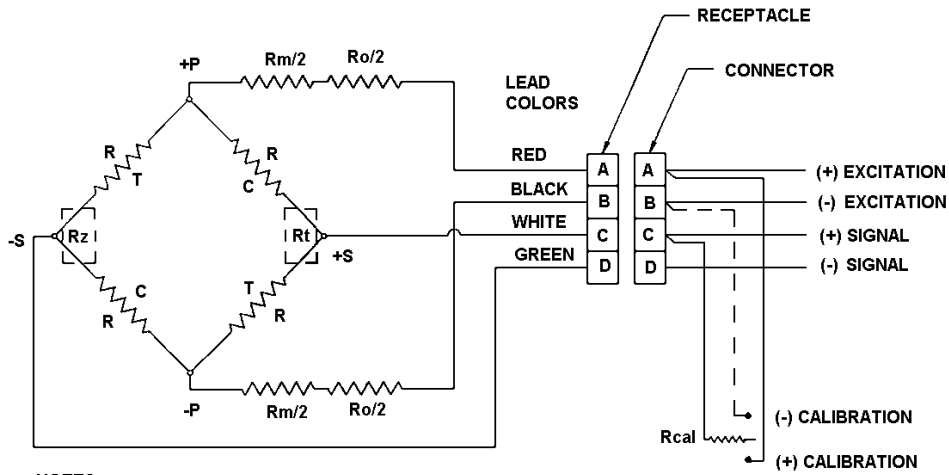 RECEPTACLE
CONNECTOR
LEAD
COLORS
+P
Rm/2
Ro/2
R
T
R
C
RED
A
A
(+) EXCITATION
BLACK
B
B
(-) EXCITATION
WHITE
C
C
(+) SIGNAL
GREEN
D
D
(-) SIGNAL
-S
Rz
Rt
+S
C
R
T
R
-P
Rm/2
Ro/2
(-) CALIBRATION
Rcal
(+) CALIBRATION